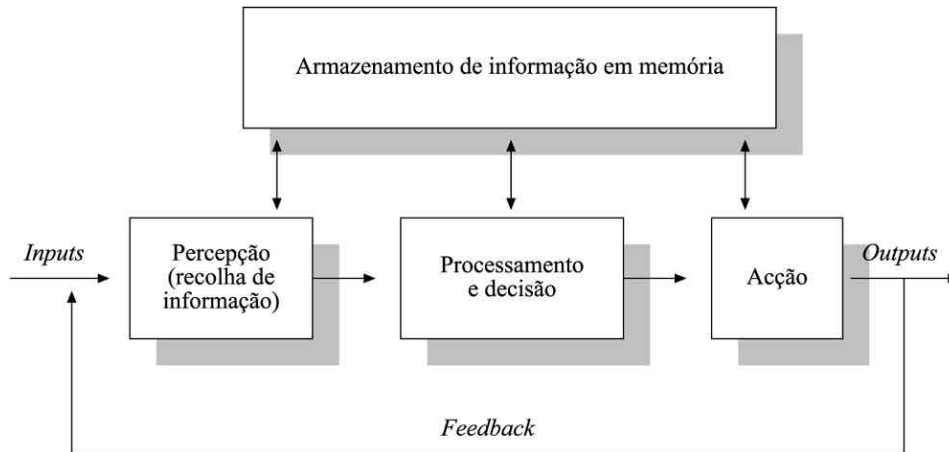 Armazenamento de informação em memória
Inputs
Percepção
(recolha de
informação)
Processamento
e decisão
Acção
Outputs
Feedback